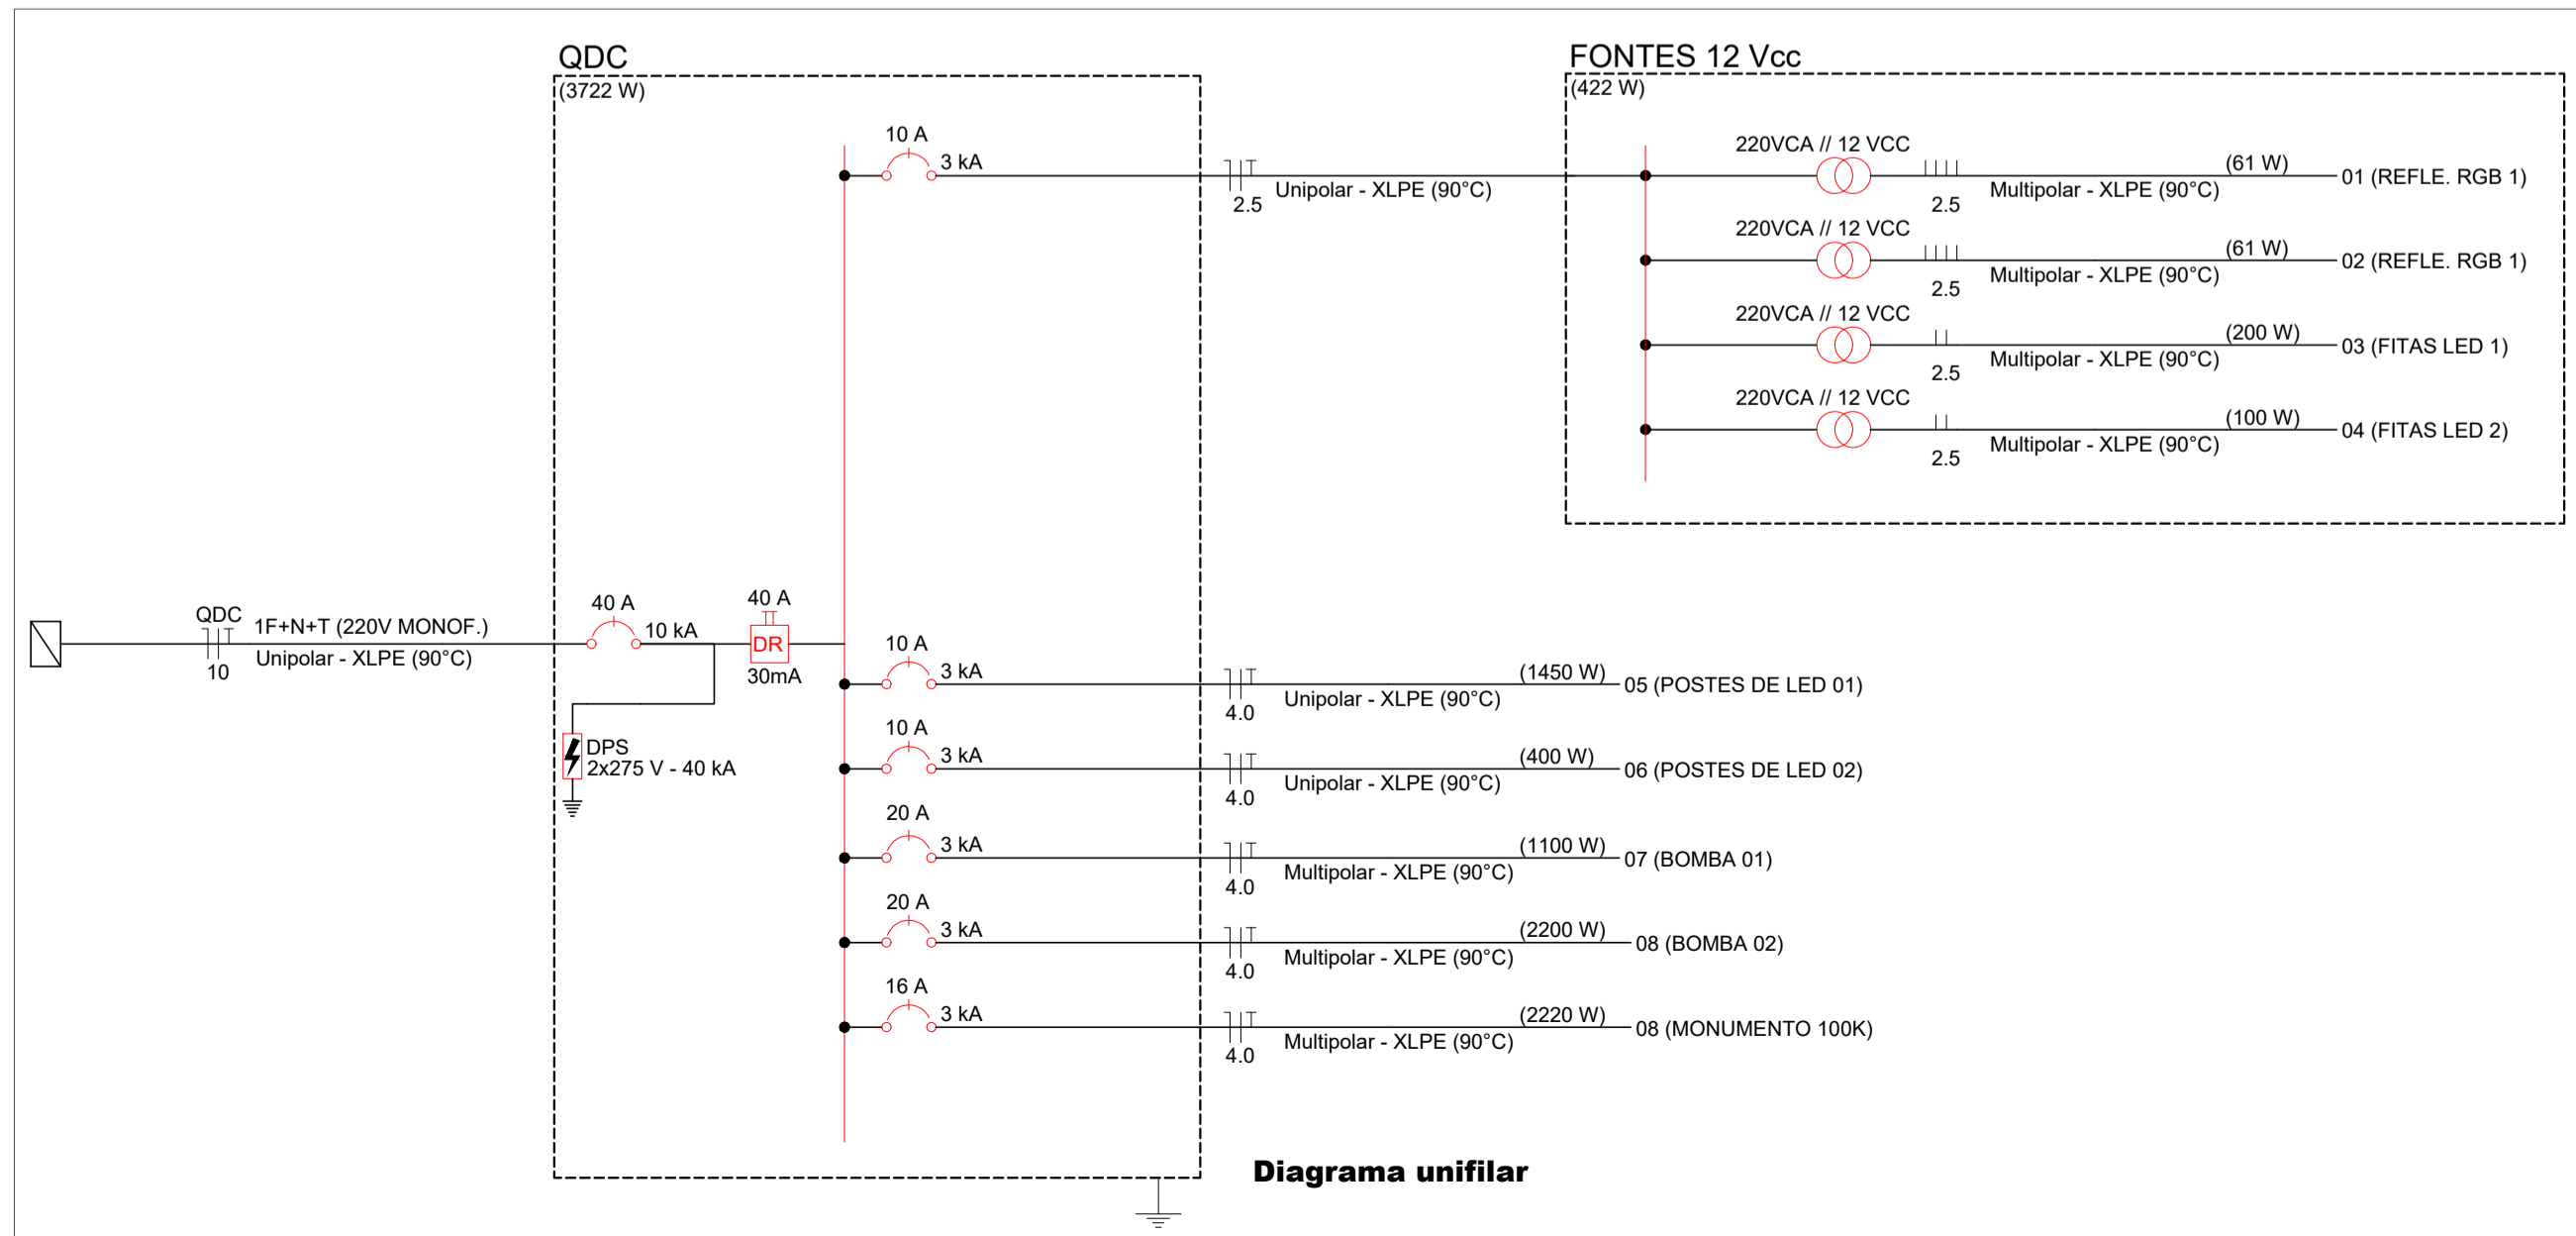 QDC
(3722 W)
FONTES 12 Vcc
(422 W)
10 A
3 kA
2.5
Unipolar - XLPE (90°C)
220VCA // 12 VCC
2.5
Multipolar - XLPE (90°C)
(61 W)
01 (REFLE. RGB 1)
220VCA // 12 VCC
2.5
Multipolar - XLPE (90°C)
(61 W)
02 (REFLE. RGB 1)
220VCA // 12 VCC
2.5
Multipolar - XLPE (90°C)
(200 W)
03 (FITAS LED 1)
220VCA // 12 VCC
2.5
Multipolar - XLPE (90°C)
(100 W)
04 (FITAS LED 2)
QDC
10
1F+N+T (220V MONOF.)
Unipolar - XLPE (90°C)
40 A
10 kA
40 A
DR
30mA
DPS
2x275 V - 40 kA
10 A
3 kA
4.0
Unipolar - XLPE (90°C)
(1450 W)
05 (POSTES DE LED 01)
10 A
3 kA
4.0
Unipolar - XLPE (90°C)
(400 W)
06 (POSTES DE LED 02)
20 A
3 kA
4.0
Multipolar - XLPE (90°C)
(1100 W)
07 (BOMBA 01)
20 A
3 kA
4.0
Multipolar - XLPE (90°C)
(2200 W)
08 (BOMBA 02)
16 A
3 kA
4.0
Multipolar - XLPE (90°C)
(2220 W)
08 (MONUMENTO 100K)
Diagrama unifilar